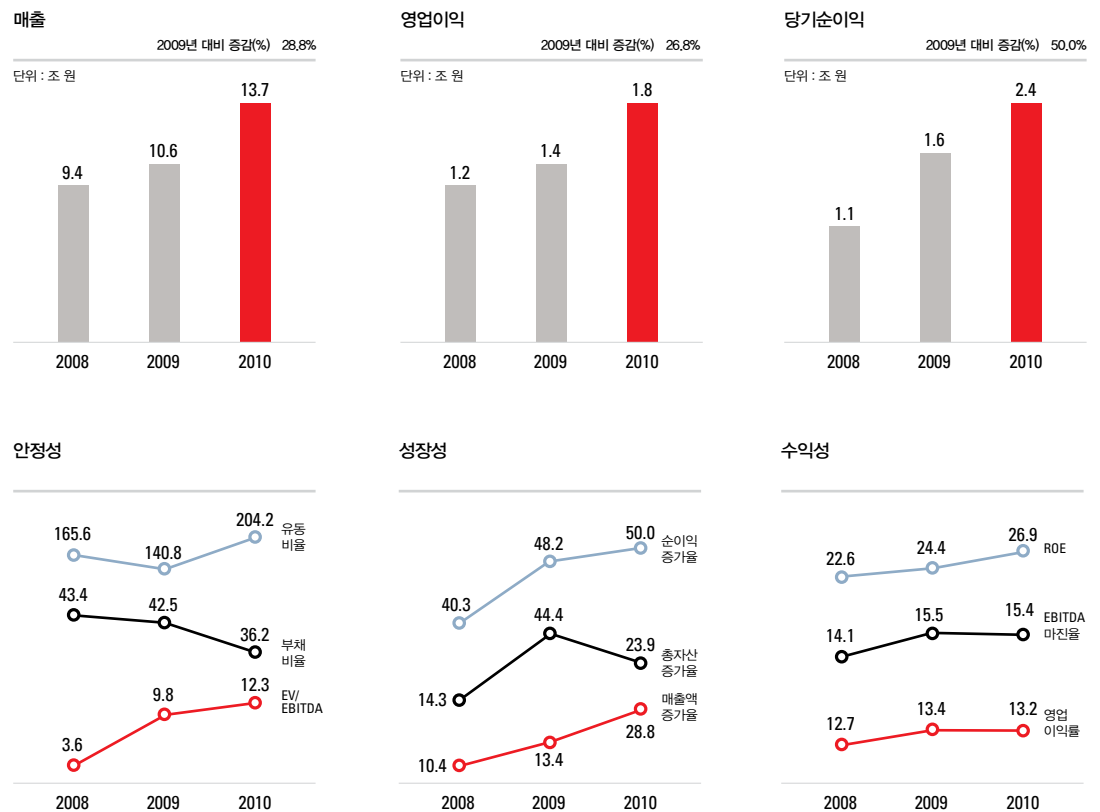 매출
2009년 대비 증감(%) 28.8%
단위 : 조 원
9.4
10.6
13.7
2008
2009
2010
영업이익
2009년 대비 증감(%) 26.8%
단위 : 조 원
1.2
1.4
1.8
2008
2009
2010
당기순이익
2009년 대비 증감(%) 50.0%
단위 : 조 원
1.1
1.6
2.4
2008
2009
2010
안정성
165.6
140.8
204.2
유동
비율
43.4
42.5
36.2
부채
비율
3.6
9.8
12.3
EV/
EBITDA
2008
2009
2010
성장성
40.3
48.2
50.0
순이익
증가율
14.3
44.4
23.9
총자산
증가율
10.4
13.4
28.8
매출액
증가율
2008
2009
2010
수익성
22.6
24.4
26.9
ROE
14.1
15.5
15.4
EBITDA
마진율
12.7
13.4
13.2
영업
이익률
2008
2009
2010